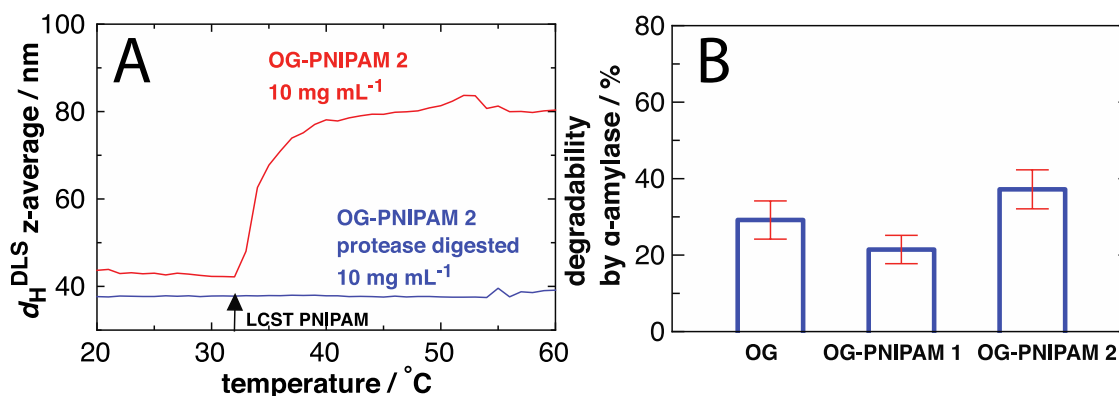 A
100
80
60
40
d_H^DLS z-average / nm
OG-PNIPAM 2
10 mg mL⁻¹
OG-PNIPAM 2
protease digested
10 mg mL⁻¹
LCST PNIPAM
20 30 40 50 60
temperature / °C
B
80
60
40
20
0
degradability
by α-amylase / %
OG OG-PNIPAM 1 OG-PNIPAM 2